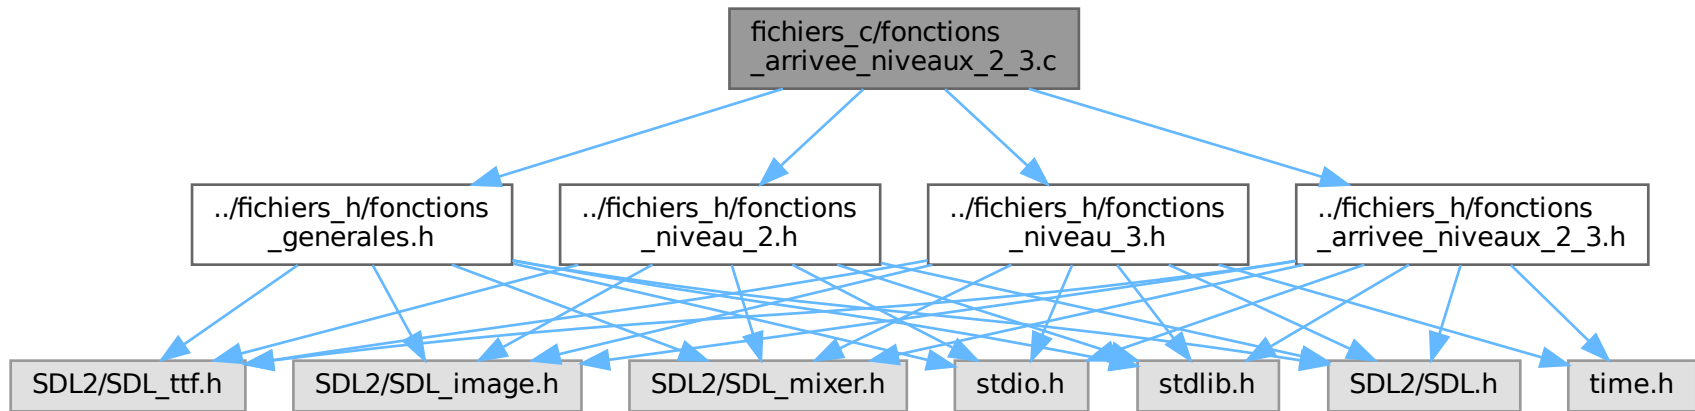 fichiers_c/fonctions
_arrivee_niveaux_2_3.c
../fichiers_h/fonctions
_generales.h
../fichiers_h/fonctions
_niveau_2.h
../fichiers_h/fonctions
_niveau_3.h
../fichiers_h/fonctions
_arrivee_niveaux_2_3.h
SDL2/SDL_ttf.h
SDL2/SDL_image.h
SDL2/SDL_mixer.h
stdio.h
stdlib.h
SDL2/SDL.h
time.h